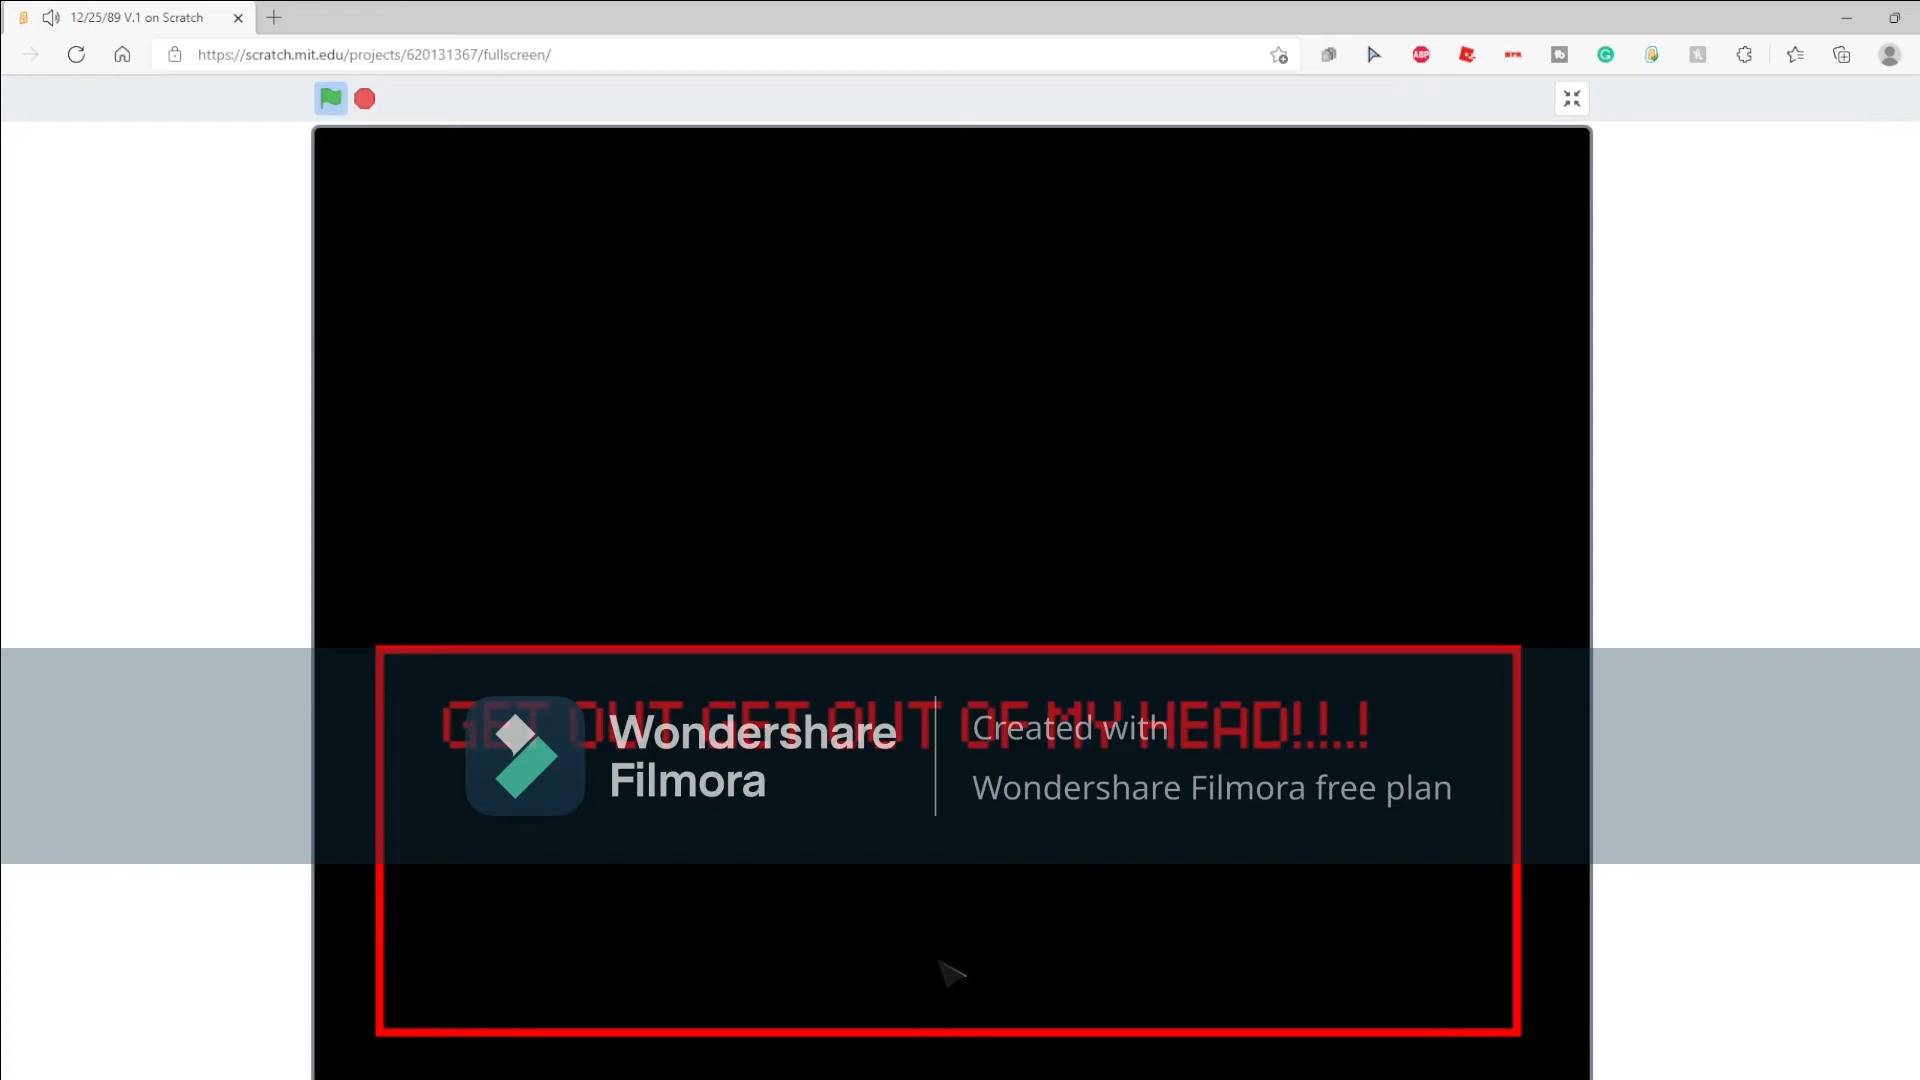 12/25/89 V.1 on Scratch
https://scratch.mit.edu/projects/620131367/fullscreen/
ABP
GET OUT GET OUT OF MY HEAD!.!..!
Wondershare
Filmora
Created with
Wondershare Filmora free plan